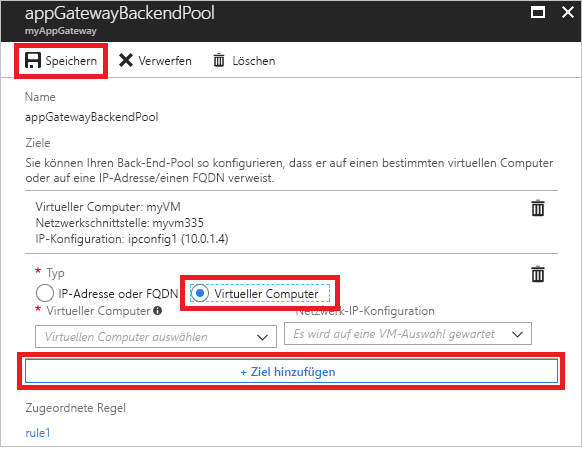 appGatewayBackendPool
myAppGateway
Speichern Verwerfen Löschen
Name
appGatewayBackendPool
Ziele
Sie können Ihren Back-End-Pool so konfigurieren, dass er auf einen bestimmten virtuellen Computer
oder auf eine IP-Adresse/einen FQDN verweist.
Virtueller Computer: myVM
Netzwerkschnittstelle: myvm335
IP-Konfiguration: ipconfig1 (10.0.1.4)
* Typ
IP-Adresse oder FQDN Virtueller Computer
* Virtueller Computer Netzwerk-IP-Konfiguration
Virtuellen Computer auswählen Es wird auf eine VM-Auswahl gewartet
+ Ziel hinzufügen
Zugeordnete Regel
rule1